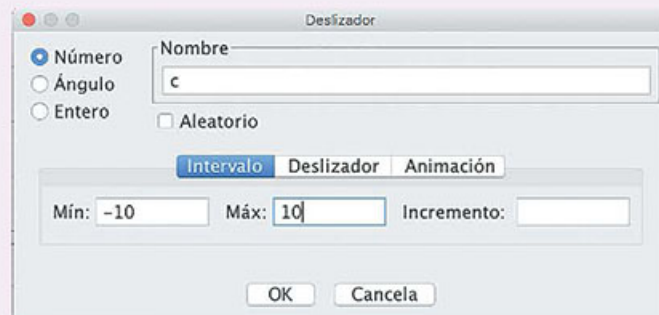 Deslizador
Número
Ángulo
Entero
Nombre
c
Aleatorio
Intervalo Deslizador Animación
Mín: -10 Máx: 10 Incremento:
OK Cancela